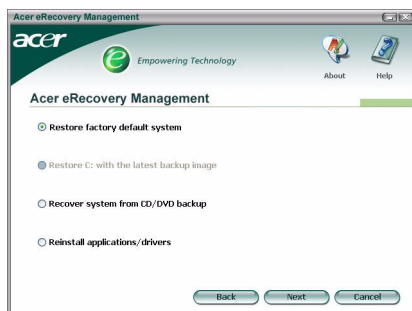 Acer eRecovery Management
acer
e
Empowering Technology
About
Help
Acer eRecovery Management
Restore factory default system
Restore C: with the latest backup image
Recover system from CD/DVD backup
Reinstall applications/drivers
Back
Next
Cancel